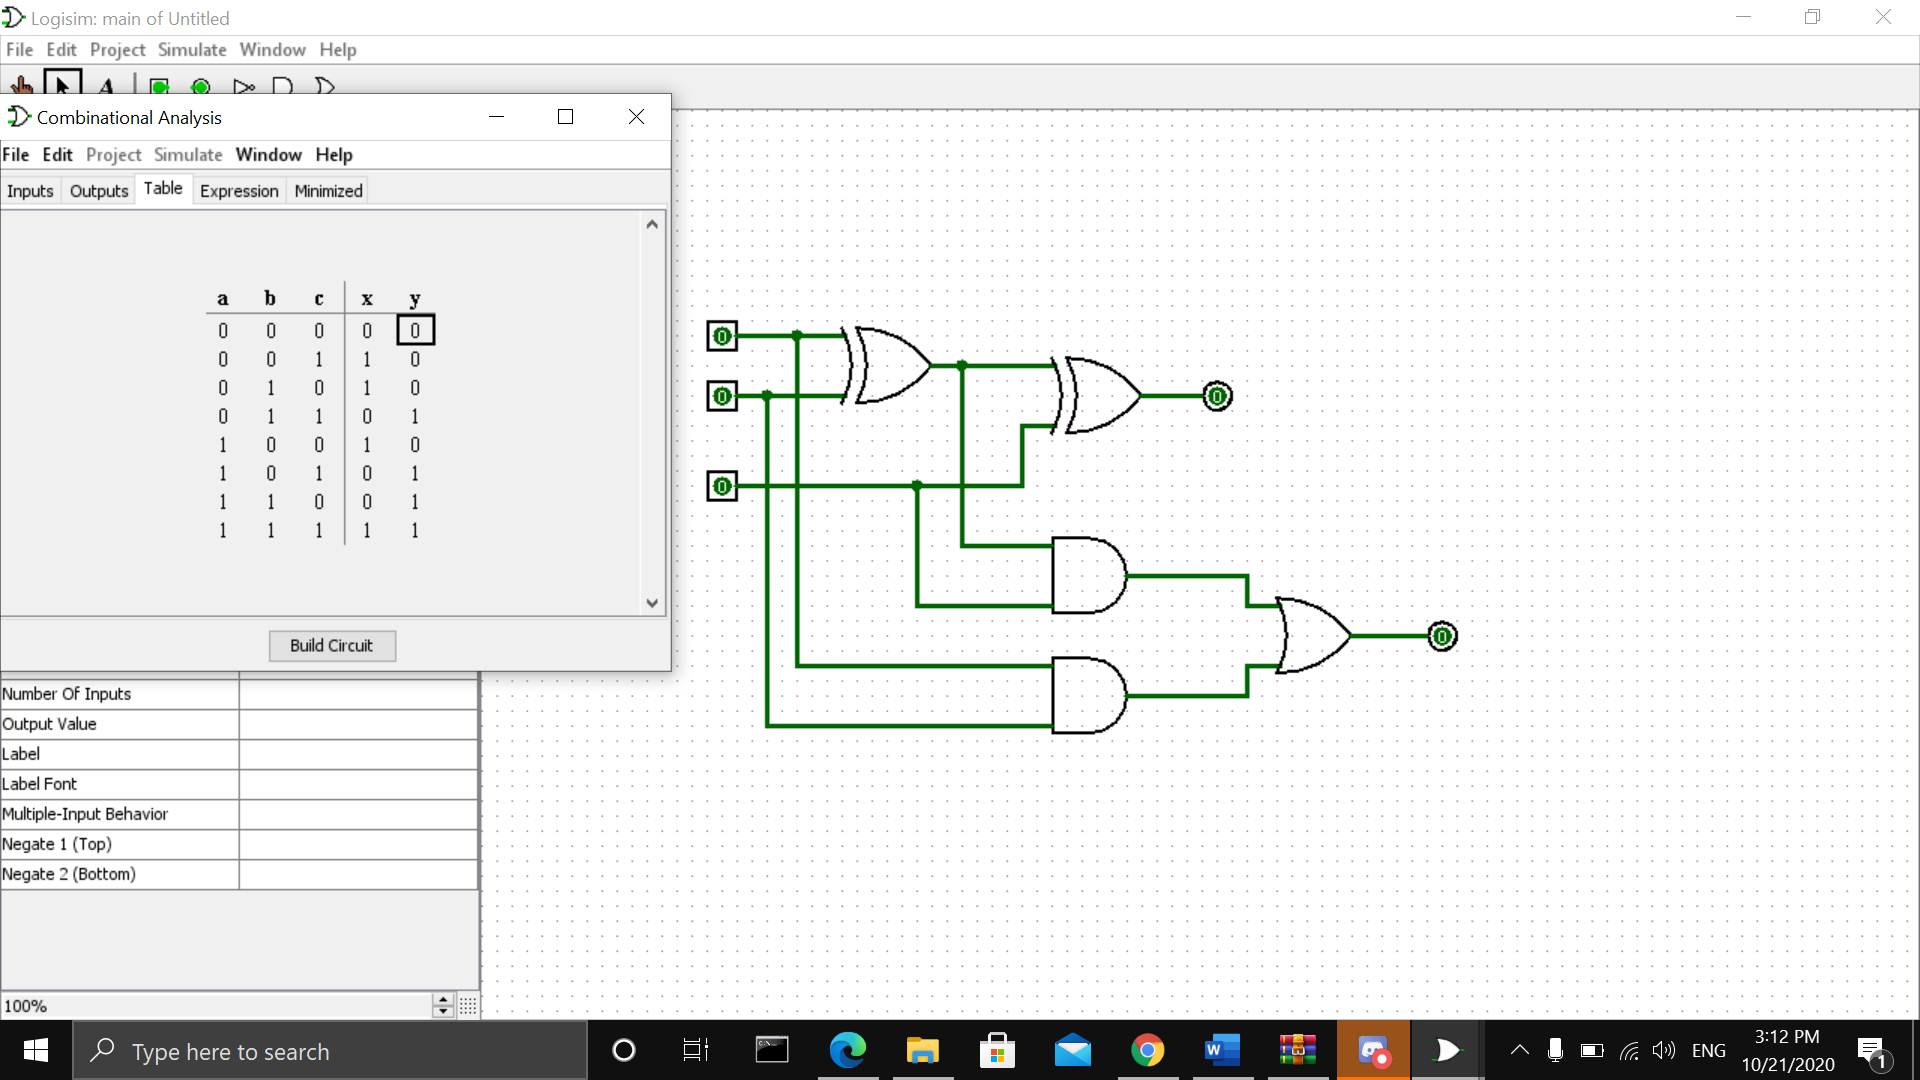 Logisim: main of Untitled
File Edit Project Simulate Window Help
A
Combinational Analysis
File Edit Project Simulate Window Help
Inputs Outputs Table Expression Minimized
a b c x y
0 0 0 0 0
0 0 1 1 0
0 1 0 1 0
0 1 1 0 1
1 0 0 1 0
1 0 1 0 1
1 1 0 0 1
1 1 1 1 1
Build Circuit
0
0
0
0
0
Number Of Inputs
Output Value
Label
Label Font
Multiple-Input Behavior
Negate 1 (Top)
Negate 2 (Bottom)
100%
Type here to search
W
ENG
3:12 PM
10/21/2020
1